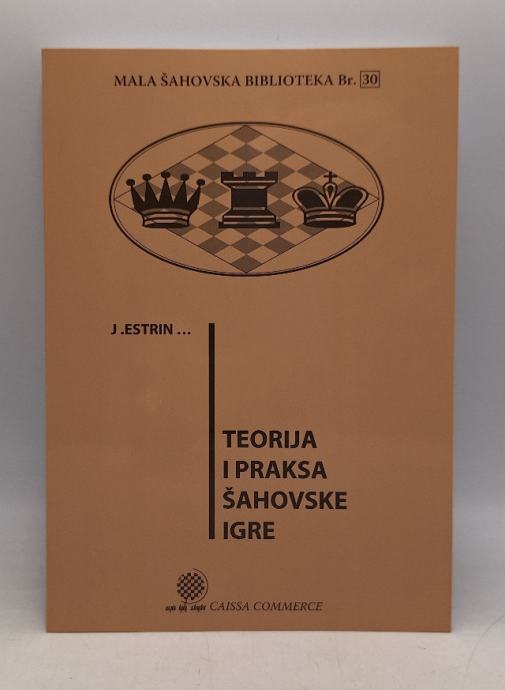 MALA ŠAHOVSKA BIBLIOTEKA Br. 30
J .ESTRIN ...
TEORIJA
I PRAKSA
ŠAHOVSKE
IGRE
CAISSA COMMERCE